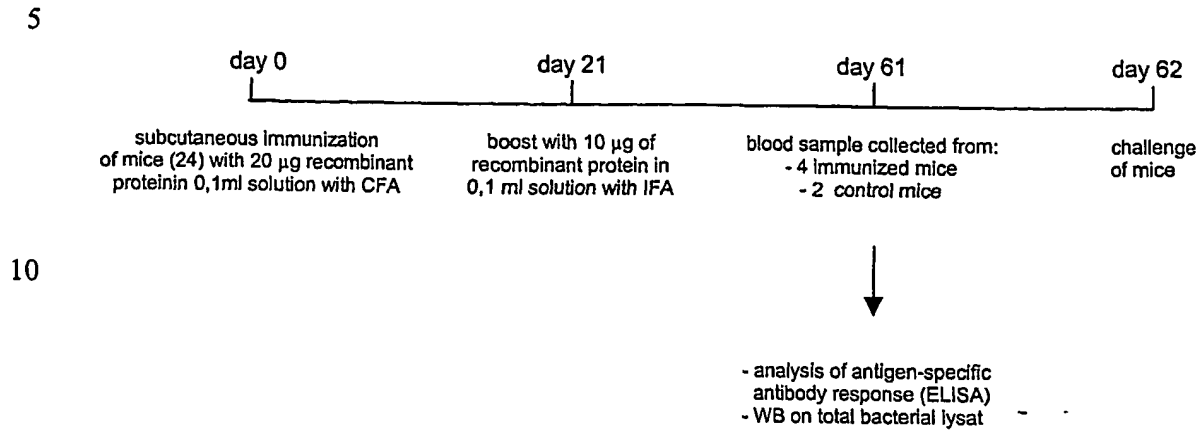 5
day 0
day 21
day 61
day 62
subcutaneous immunization
of mice (24) with 20 µg recombinant
proteinin 0,1ml solution with CFA
boost with 10 µg of
recombinant protein in
0,1 ml solution with IFA
blood sample collected from:
- 4 immunized mice
- 2 control mice
challenge
of mice
10
- analysis of antigen-specific
antibody response (ELISA)
- WB on total bacterial lysat